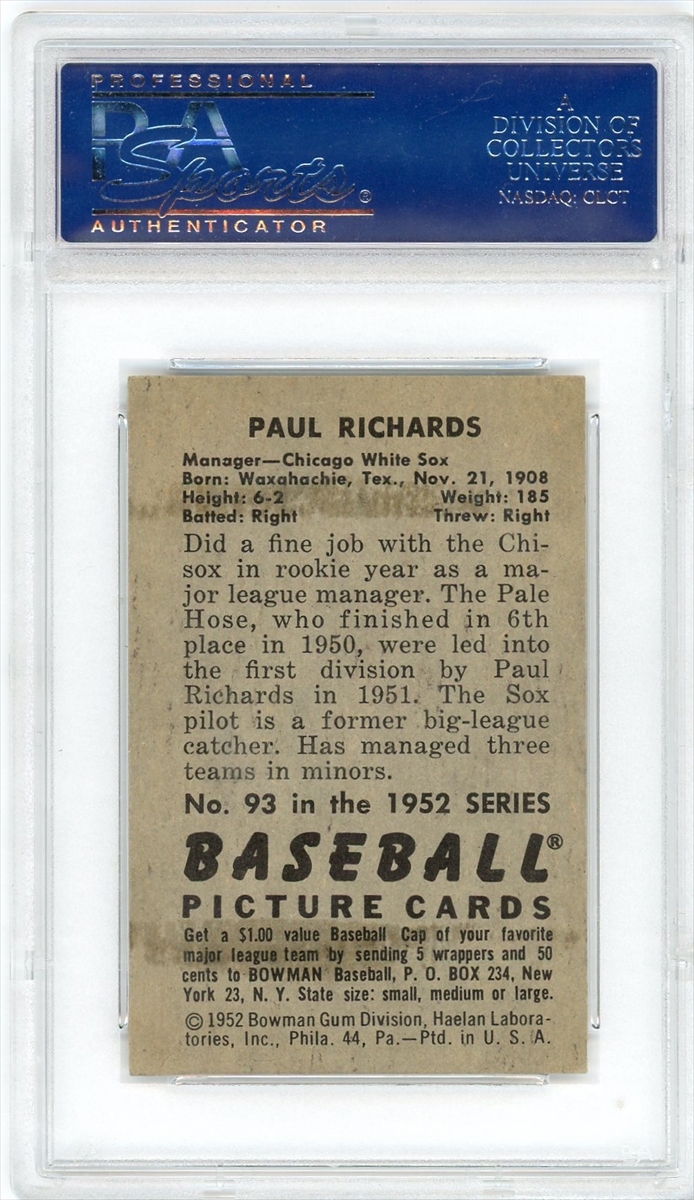 PROFESSIONAL
PSA
Sports®
AUTHENTICATOR
A
DIVISION OF
COLLECTORS
UNIVERSE
NASDAQ: CLCT
PAUL RICHARDS
Manager—Chicago White Sox
Born: Waxahachie, Tex., Nov. 21, 1908
Height: 6-2 Weight: 185
Batted: Right Threw: Right
Did a fine job with the Chi-
sox in rookie year as a ma-
jor league manager. The Pale
Hose, who finished in 6th
place in 1950, were led into
the first division by Paul
Richards in 1951. The Sox
pilot is a former big-league
catcher. Has managed three
teams in minors.
No. 93 in the 1952 SERIES
BASEBALL®
PICTURE CARDS
Get a $1.00 value Baseball Cap of your favorite
major league team by sending 5 wrappers and 50
cents to BOWMAN Baseball, P. O. BOX 234, New
York 23, N. Y. State size: small, medium or large.
© 1952 Bowman Gum Division, Haelan Labora-
tories, Inc., Phila. 44, Pa.—Ptd. in U. S. A.